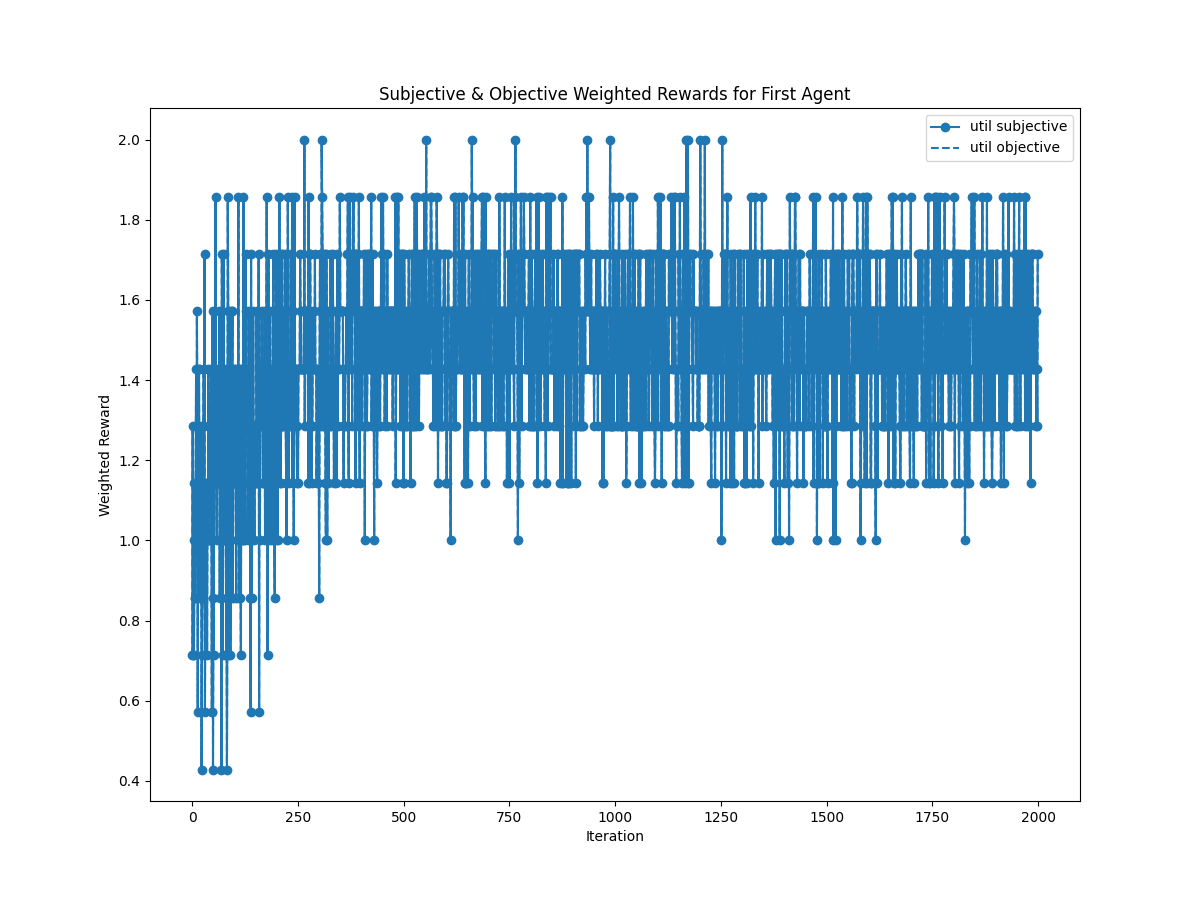 Subjective & Objective Weighted Rewards for First Agent
util subjective
util objective
2.0
1.8
1.6
1.4
1.2
1.0
0.8
0.6
0.4
Weighted Reward
0 250 500 750 1000 1250 1500 1750 2000
Iteration